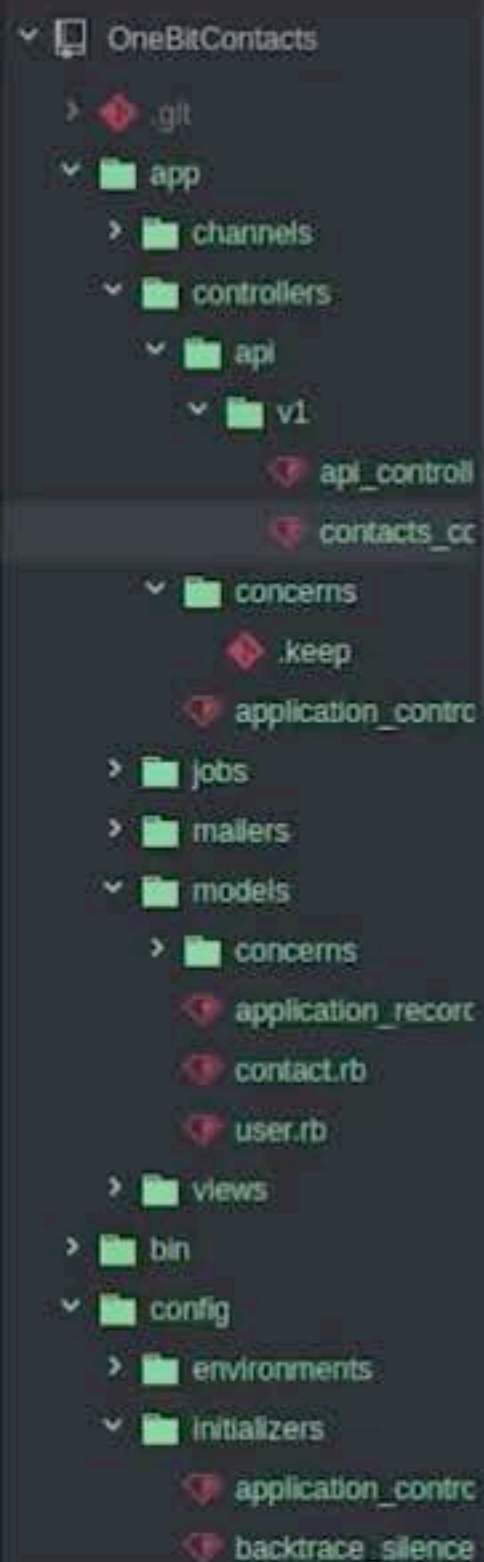 OneBitContacts
.git
app
channels
controllers
api
v1
api_controll
contacts_cc
concerns
.keep
application_contrc
jobs
mailers
models
concerns
application_record
contact.rb
user.rb
views
bin
config
environments
initializers
application_contrc
backtrace_silence